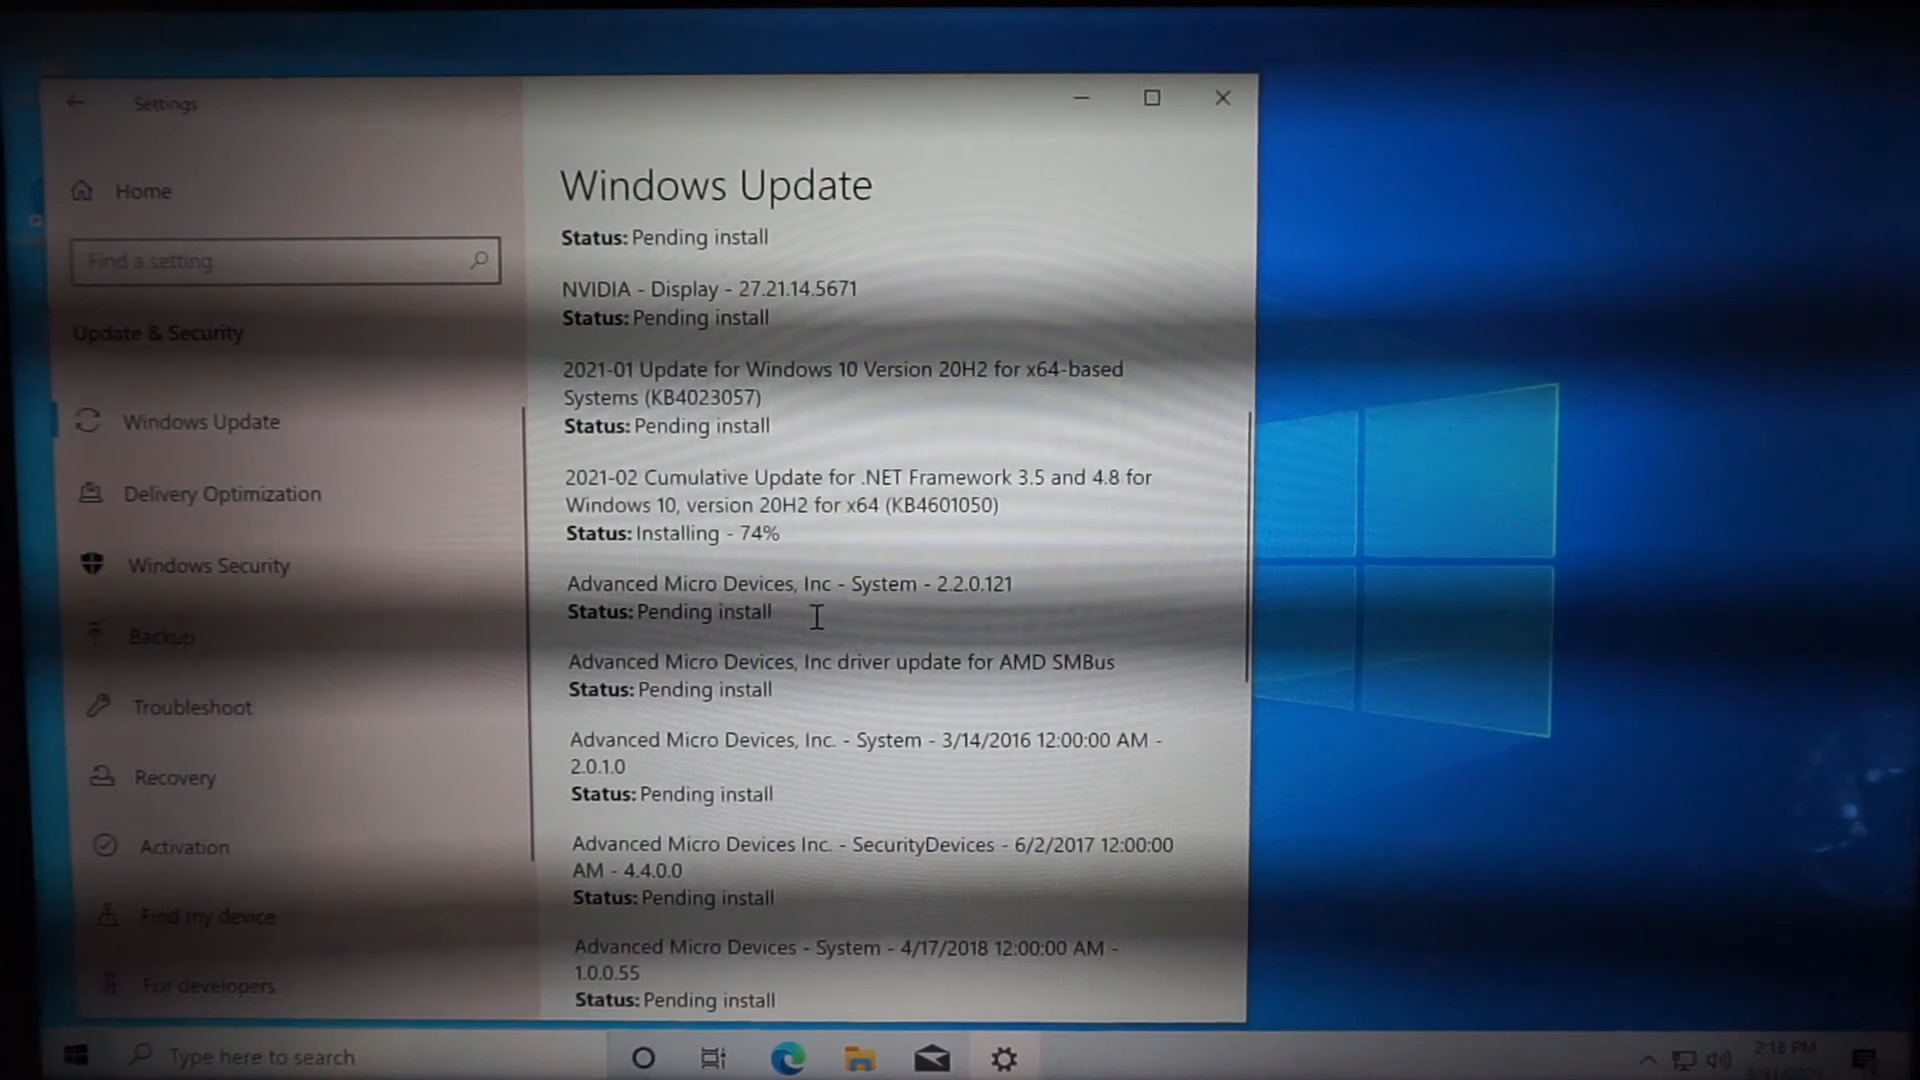 Settings
Home
Find a setting
Update & Security
Windows Update
Delivery Optimization
Windows Security
Backup
Troubleshoot
Recovery
Activation
Find my device
For developers
Windows Update
Status: Pending install
NVIDIA - Display - 27.21.14.5671
Status: Pending install
2021-01 Update for Windows 10 Version 20H2 for x64-based
Systems (KB4023057)
Status: Pending install
2021-02 Cumulative Update for .NET Framework 3.5 and 4.8 for
Windows 10, version 20H2 for x64 (KB4601050)
Status: Installing - 74%
Advanced Micro Devices, Inc - System - 2.2.0.121
Status: Pending install
Advanced Micro Devices, Inc driver update for AMD SMBus
Status: Pending install
Advanced Micro Devices, Inc. - System - 3/14/2016 12:00:00 AM -
2.0.1.0
Status: Pending install
Advanced Micro Devices Inc. - SecurityDevices - 6/2/2017 12:00:00
AM - 4.4.0.0
Status: Pending install
Advanced Micro Devices - System - 4/17/2018 12:00:00 AM -
1.0.0.55
Status: Pending install
Type here to search
2:18 PM